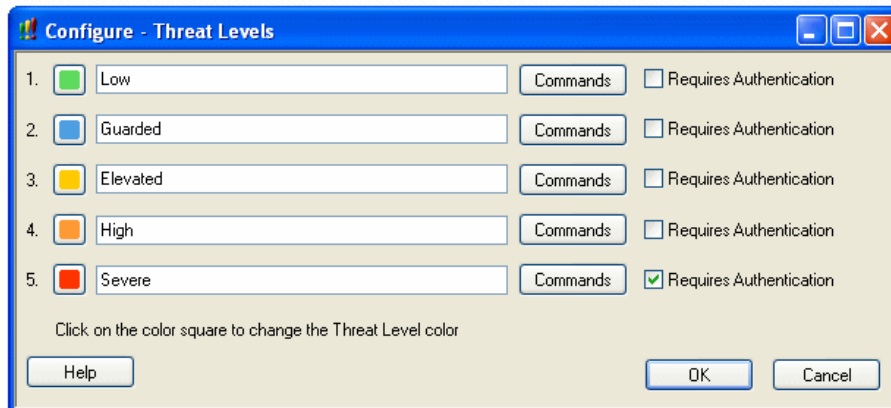 Configure - Threat Levels
1. Low Commands Requires Authentication
2. Guarded Commands Requires Authentication
3. Elevated Commands Requires Authentication
4. High Commands Requires Authentication
5. Severe Commands Requires Authentication
Click on the color square to change the Threat Level color
Help OK Cancel